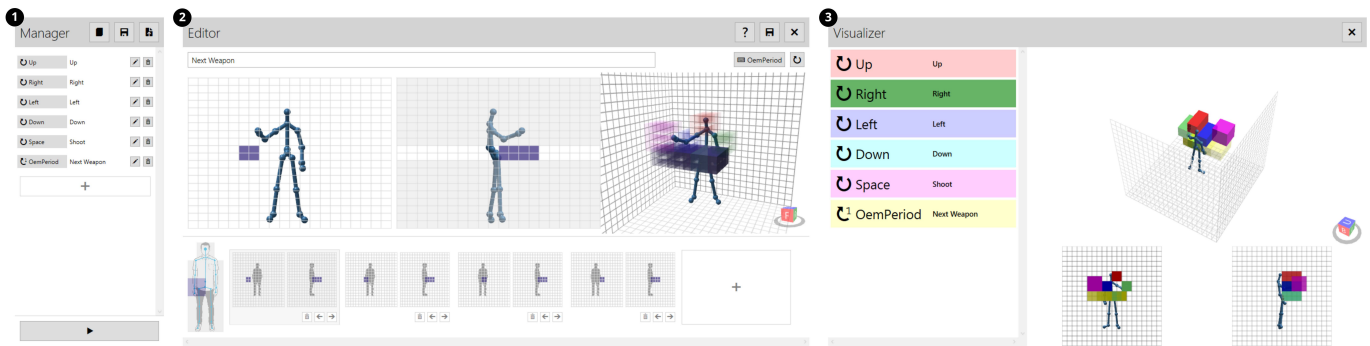 1
Manager
Up Up
Right Right
Left Left
Down Down
Space Shoot
OemPeriod Next Weapon
+
2
Editor
?
Next Weapon
OemPeriod
F
+
3
Visualizer
Up Up
Right Right
Left Left
Down Down
Space Shoot
1 OemPeriod Next Weapon